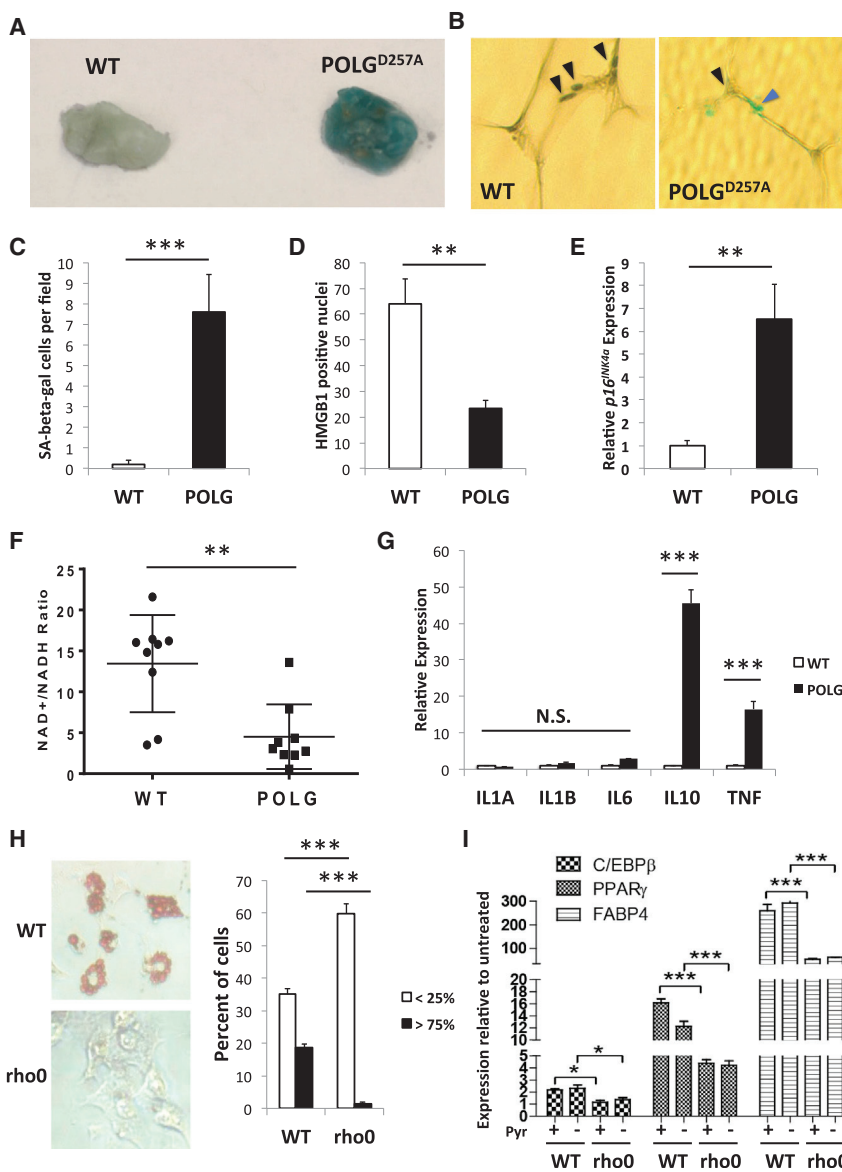 A
WT
POLG^D257A
B
WT
POLG^D257A
C
***
SA-beta-gal cells per field
10
9
8
7
6
5
4
3
2
1
0
WT POLG
D
**
HMGB1 positive nuclei
80
70
60
50
40
30
20
10
0
WT POLG
E
**
Relative p16^INK4a Expression
9
8
7
6
5
4
3
2
1
0
WT POLG
F
**
NAD+/NADH Ratio
25
20
15
10
5
0
WT POLG
G
Relative Expression
60
50
40
30
20
10
0
N.S.
***
***
WT
POLG
IL1A IL1B IL6 IL10 TNF
H
WT
rho0
***
***
Percent of cells
70
60
50
40
30
20
10
0
< 25%
> 75%
WT rho0
I
C/EBPβ
PPARγ
FABP4
Expression relative to untreated
300
200
100
20
18
16
14
12
10
5
4
3
2
1
0
*
*
***
***
***
***
Pyr + - + - + - + - + - + -
WT rho0 WT rho0 WT rho0